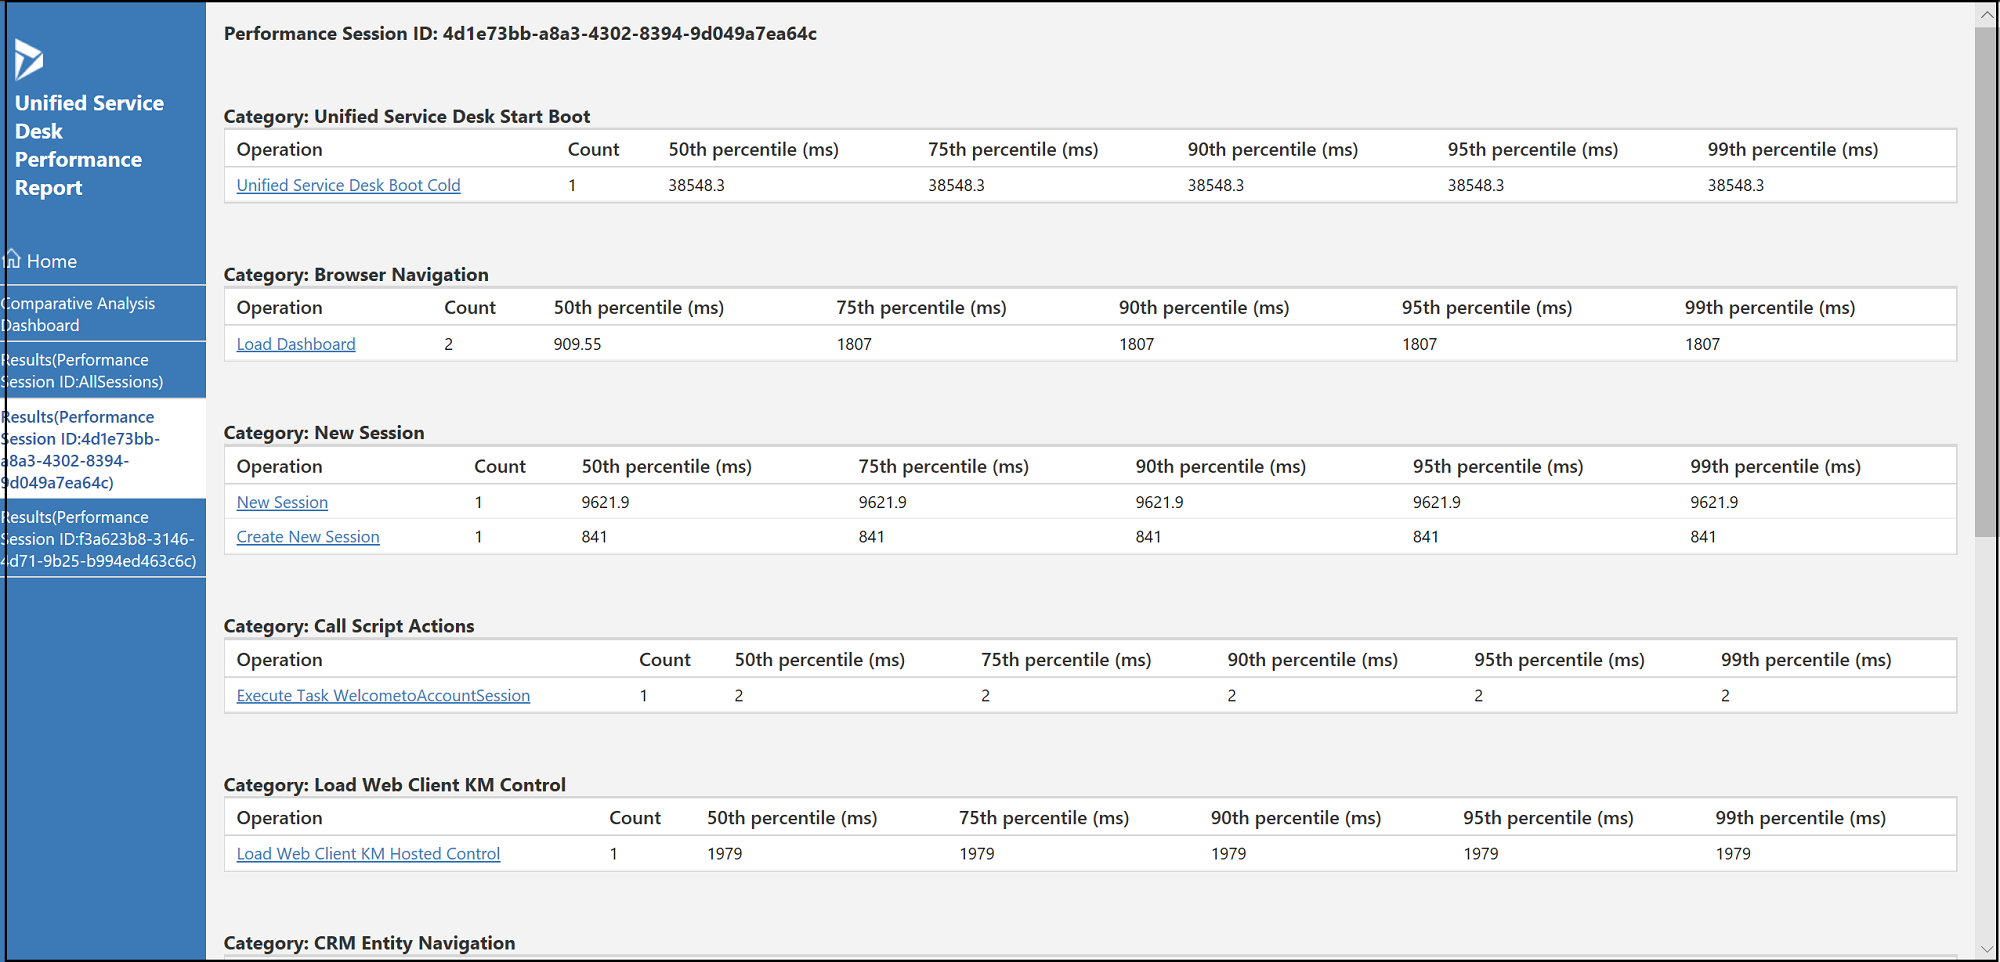 Unified Service
Desk
Performance
Report
Home
Comparative Analysis
Dashboard
Results(Performance
Session ID:AllSessions)
Results(Performance
Session ID:4d1e73bb-
a8a3-4302-8394-
9d049a7ea64c)
Results(Performance
Session ID:f3a623b8-3146-
4d71-9b25-b994ed463c6c)
Performance Session ID: 4d1e73bb-a8a3-4302-8394-9d049a7ea64c
Category: Unified Service Desk Start Boot
Operation Count 50th percentile (ms) 75th percentile (ms) 90th percentile (ms) 95th percentile (ms) 99th percentile (ms)
Unified Service Desk Boot Cold 1 38548.3 38548.3 38548.3 38548.3 38548.3
Category: Browser Navigation
Operation Count 50th percentile (ms) 75th percentile (ms) 90th percentile (ms) 95th percentile (ms) 99th percentile (ms)
Load Dashboard 2 909.55 1807 1807 1807 1807
Category: New Session
Operation Count 50th percentile (ms) 75th percentile (ms) 90th percentile (ms) 95th percentile (ms) 99th percentile (ms)
New Session 1 9621.9 9621.9 9621.9 9621.9 9621.9
Create New Session 1 841 841 841 841 841
Category: Call Script Actions
Operation Count 50th percentile (ms) 75th percentile (ms) 90th percentile (ms) 95th percentile (ms) 99th percentile (ms)
Execute Task WelcometoAccountSession 1 2 2 2 2 2
Category: Load Web Client KM Control
Operation Count 50th percentile (ms) 75th percentile (ms) 90th percentile (ms) 95th percentile (ms) 99th percentile (ms)
Load Web Client KM Hosted Control 1 1979 1979 1979 1979 1979
Category: CRM Entity Navigation